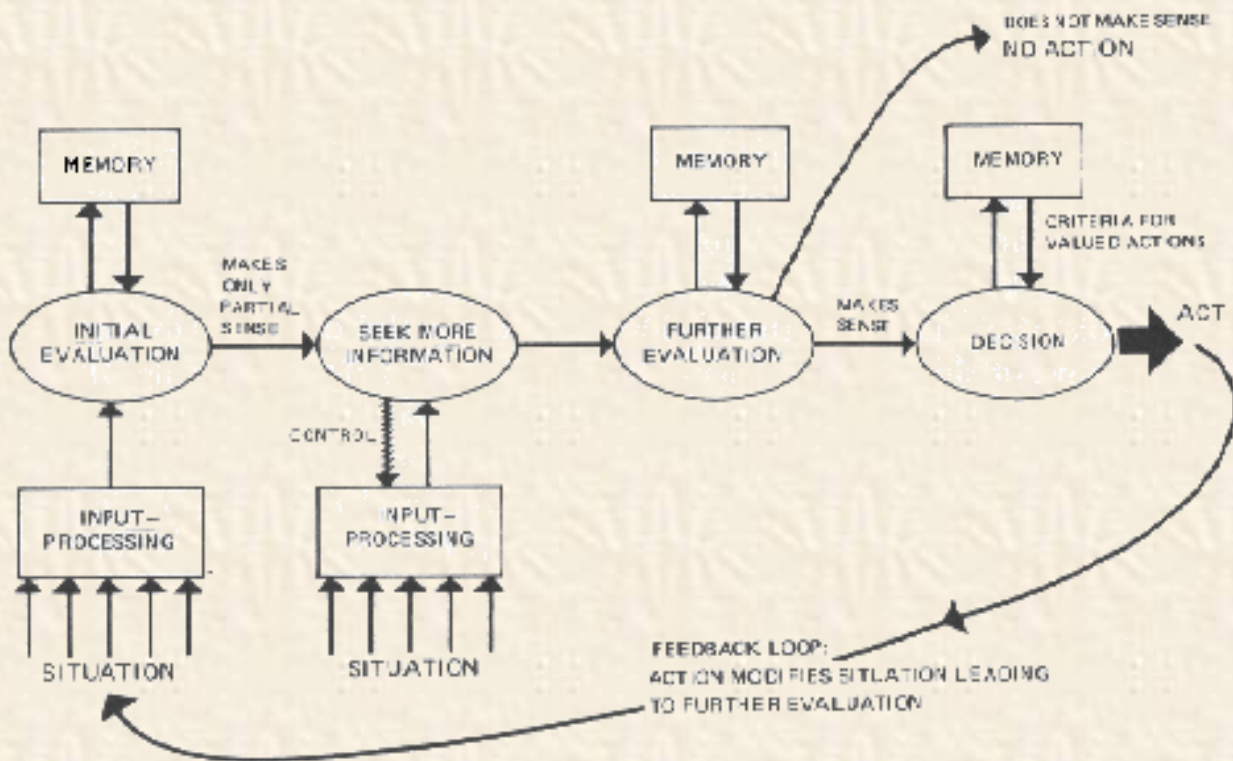 DOES NOT MAKE SENSE
NO ACTION
MEMORY
MEMORY
MEMORY
CRITERIA FOR
VALUED ACTIONS
MAKES
ONLY
PARTIAL
SENSE
INITIAL
EVALUATION
SEEK MORE
INFORMATION
FURTHER
EVALUATION
MAKES
SENSE
DECISION
ACT
CONTROL
INPUT–
PROCESSING
INPUT–
PROCESSING
SITUATION
SITUATION
FEEDBACK LOOP:
ACTION MODIFIES SITUATION LEADING
TO FURTHER EVALUATION